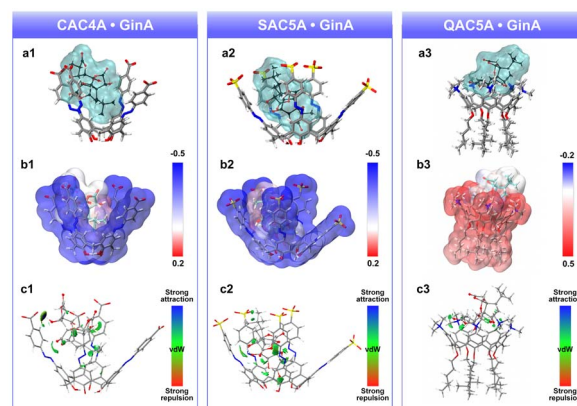 CAC4A • GinA
SAC5A • GinA
QAC5A • GinA
a1
a2
a3
b1
-0.5
0.2
b2
-0.5
0.2
b3
-0.2
0.5
c1
Strong
attraction
vdW
Strong
repulsion
c2
Strong
attraction
vdW
Strong
repulsion
c3
Strong
attraction
vdW
Strong
repulsion